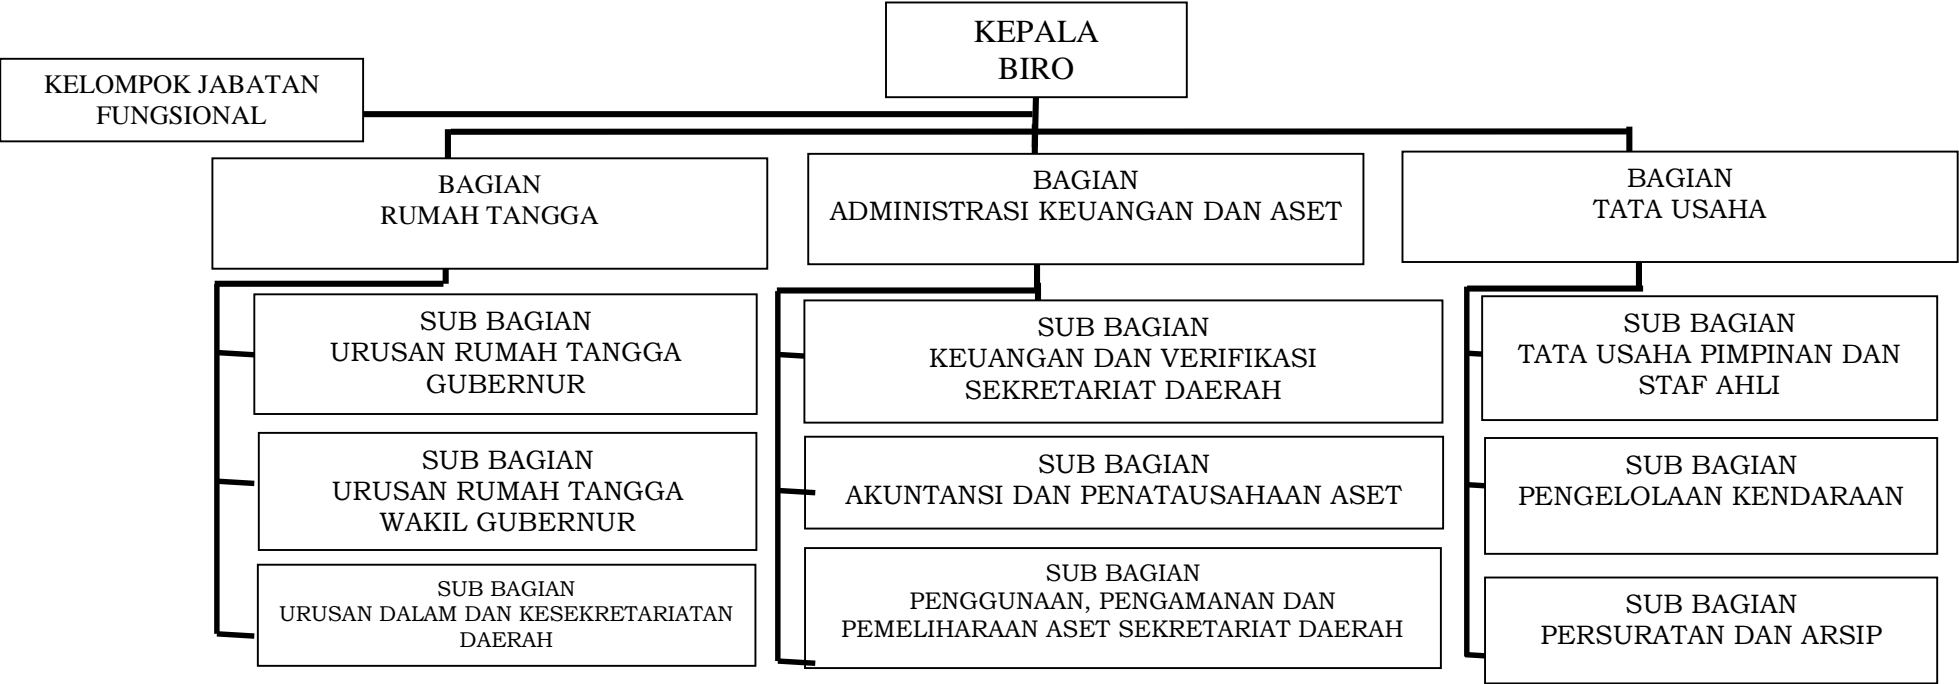 KEPALA
BIRO
KELOMPOK JABATAN
FUNGSIONAL
BAGIAN
RUMAH TANGGA
BAGIAN
ADMINISTRASI KEUANGAN DAN ASET
BAGIAN
TATA USAHA
SUB BAGIAN
URUSAN RUMAH TANGGA
GUBERNUR
SUB BAGIAN
URUSAN RUMAH TANGGA
WAKIL GUBERNUR
SUB BAGIAN
URUSAN DALAM DAN KESEKRETARIATAN
DAERAH
SUB BAGIAN
KEUANGAN DAN VERIFIKASI
SEKRETARIAT DAERAH
SUB BAGIAN
AKUNTANSI DAN PENATAUSAHAAN ASET
SUB BAGIAN
PENGGUNAAN, PENGAMANAN DAN
PEMELIHARAAN ASET SEKRETARIAT DAERAH
SUB BAGIAN
TATA USAHA PIMPINAN DAN
STAF AHLI
SUB BAGIAN
PENGELOLAAN KENDARAAN
SUB BAGIAN
PERSURATAN DAN ARSIP